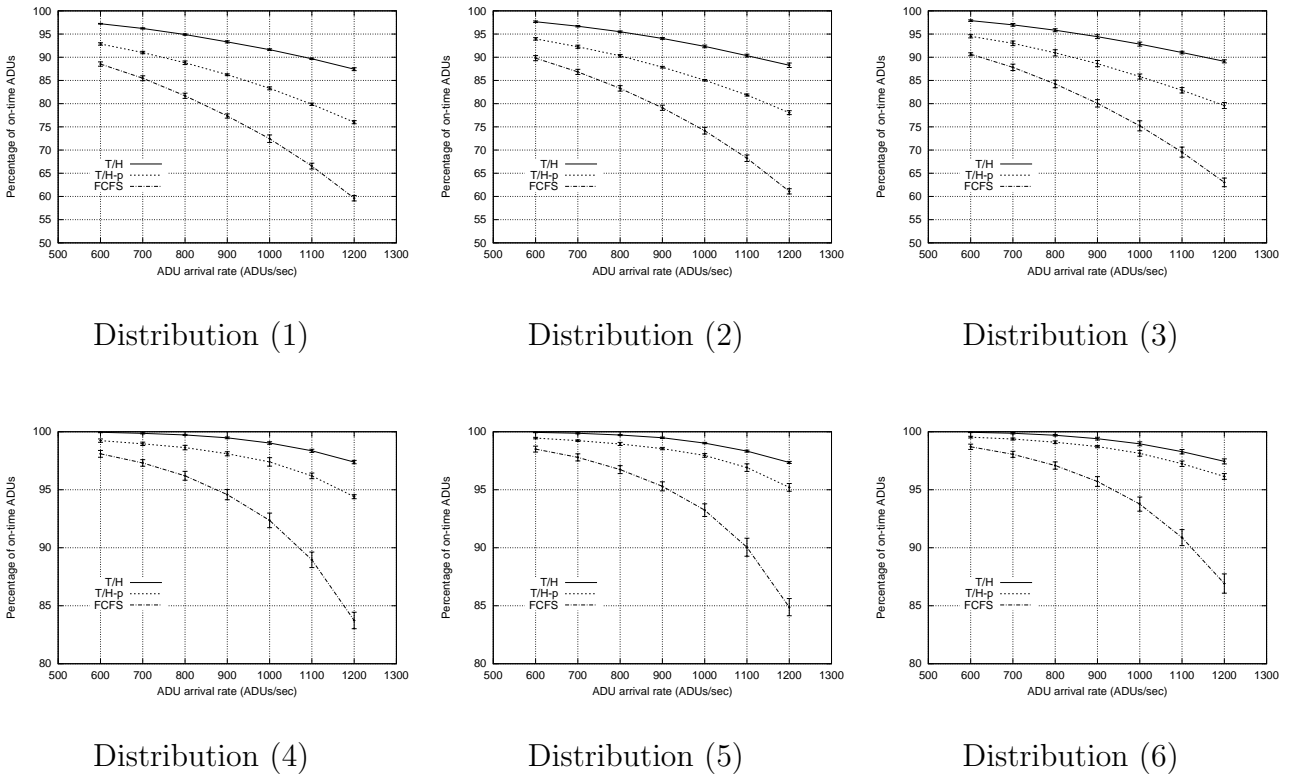 100
95
90
85
80
75
70
65
60
55
50
Percentage of on-time ADUs
T/H
T/H-p
FCFS
500 600 700 800 900 1000 1100 1200 1300
ADU arrival rate (ADUs/sec)
Distribution (1)
100
95
90
85
80
75
70
65
60
55
50
Percentage of on-time ADUs
T/H
T/H-p
FCFS
500 600 700 800 900 1000 1100 1200 1300
ADU arrival rate (ADUs/sec)
Distribution (2)
100
95
90
85
80
75
70
65
60
55
50
Percentage of on-time ADUs
T/H
T/H-p
FCFS
500 600 700 800 900 1000 1100 1200 1300
ADU arrival rate (ADUs/sec)
Distribution (3)
100
95
90
85
80
Percentage of on-time ADUs
T/H
T/H-p
FCFS
500 600 700 800 900 1000 1100 1200 1300
ADU arrival rate (ADUs/sec)
Distribution (4)
100
95
90
85
80
Percentage of on-time ADUs
T/H
T/H-p
FCFS
500 600 700 800 900 1000 1100 1200 1300
ADU arrival rate (ADUs/sec)
Distribution (5)
100
95
90
85
80
Percentage of on-time ADUs
T/H
T/H-p
FCFS
500 600 700 800 900 1000 1100 1200 1300
ADU arrival rate (ADUs/sec)
Distribution (6)